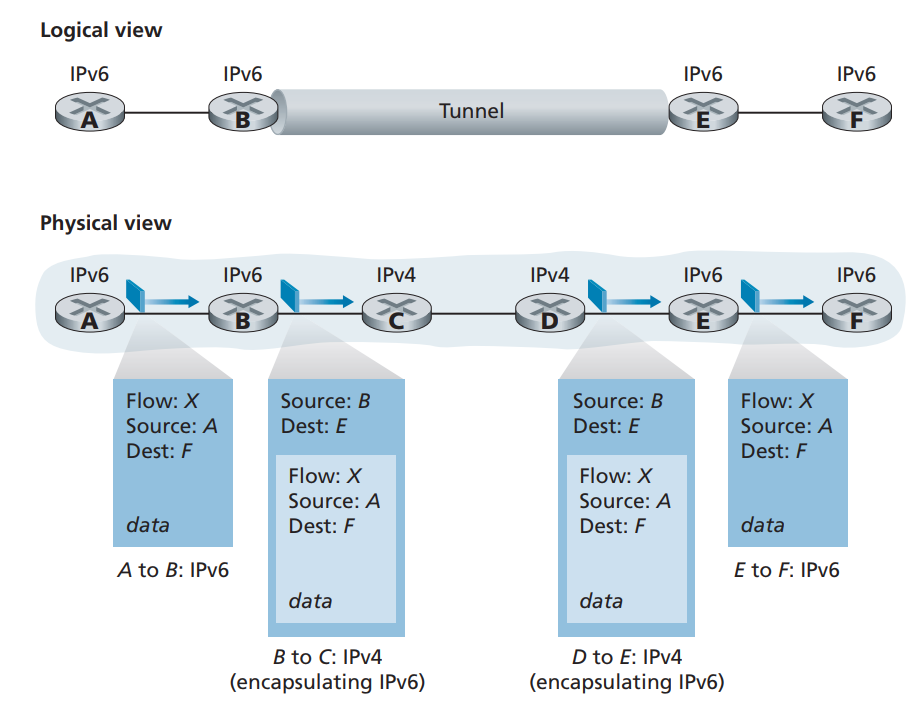 Logical view
IPv6
IPv6
IPv6
IPv6
A
B
Tunnel
E
F
Physical view
IPv6
IPv6
IPv4
IPv4
IPv6
IPv6
A
B
C
D
E
F
Flow: X
Source: A
Dest: F
data
A to B: IPv6
Source: B
Dest: E
Flow: X
Source: A
Dest: F
data
B to C: IPv4
(encapsulating IPv6)
Source: B
Dest: E
Flow: X
Source: A
Dest: F
data
D to E: IPv4
(encapsulating IPv6)
Flow: X
Source: A
Dest: F
data
E to F: IPv6